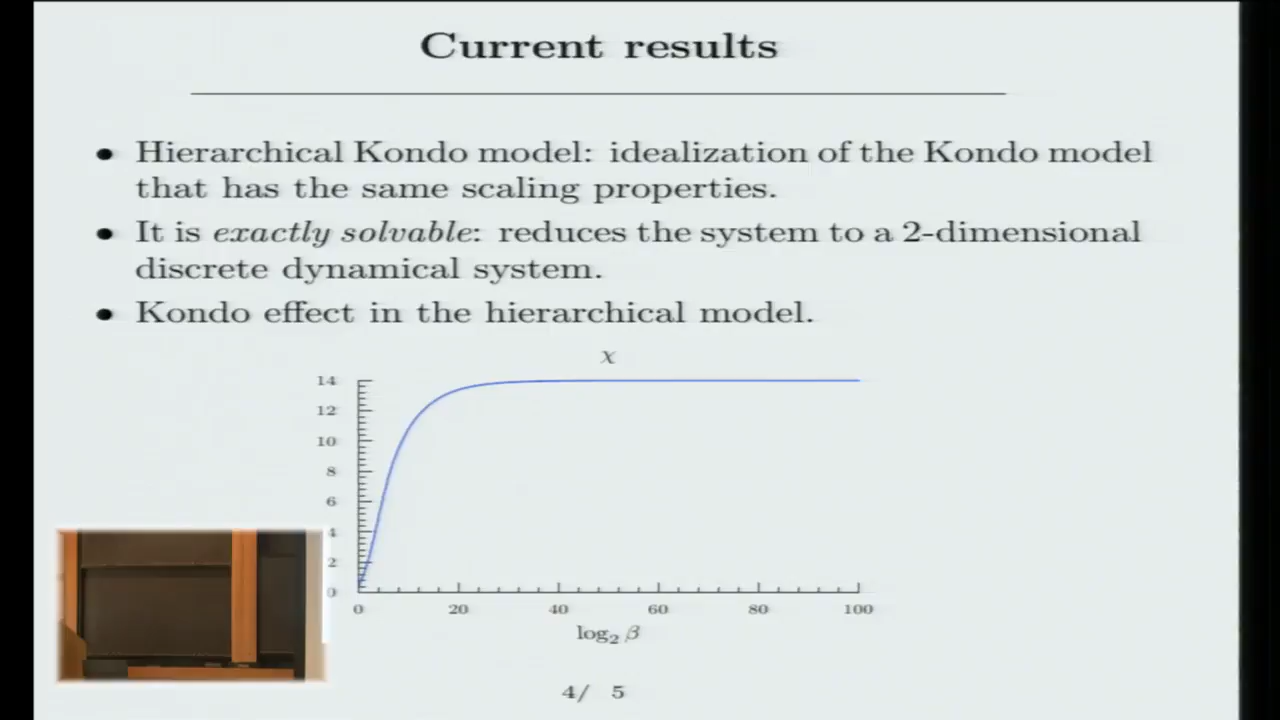 Current results
• Hierarchical Kondo model: idealization of the Kondo model
that has the same scaling properties.
• It is exactly solvable: reduces the system to a 2-dimensional
discrete dynamical system.
• Kondo effect in the hierarchical model.
χ
14
12
10
8
6
4
2
0
0 20 40 60 80 100
log₂ β
4/ 5